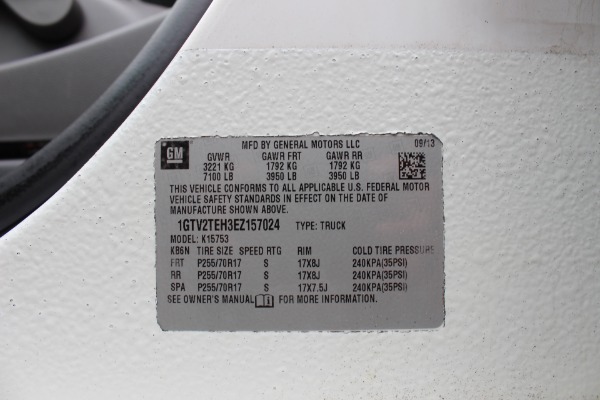 GM
MFD BY GENERAL MOTORS LLC 09/13
GVWR GAWR FRT GAWR RR
3221 KG 1792 KG 1792 KG
7100 LB 3950 LB 3950 LB
THIS VEHICLE CONFORMS TO ALL APPLICABLE U.S. FEDERAL MOTOR
VEHICLE SAFETY STANDARDS IN EFFECT ON THE DATE OF
MANUFACTURE SHOWN ABOVE.
1GTV2TEH3EZ157024 TYPE: TRUCK
MODEL: K15753
KB6N TIRE SIZE SPEED RTG RIM COLD TIRE PRESSURE
FRT P255/70R17 S 17X8J 240KPA(35PSI)
RR P255/70R17 S 17X8J 240KPA(35PSI)
SPA P255/70R17 S 17X7.5J 240KPA(35PSI)
SEE OWNER'S MANUAL FOR MORE INFORMATION.